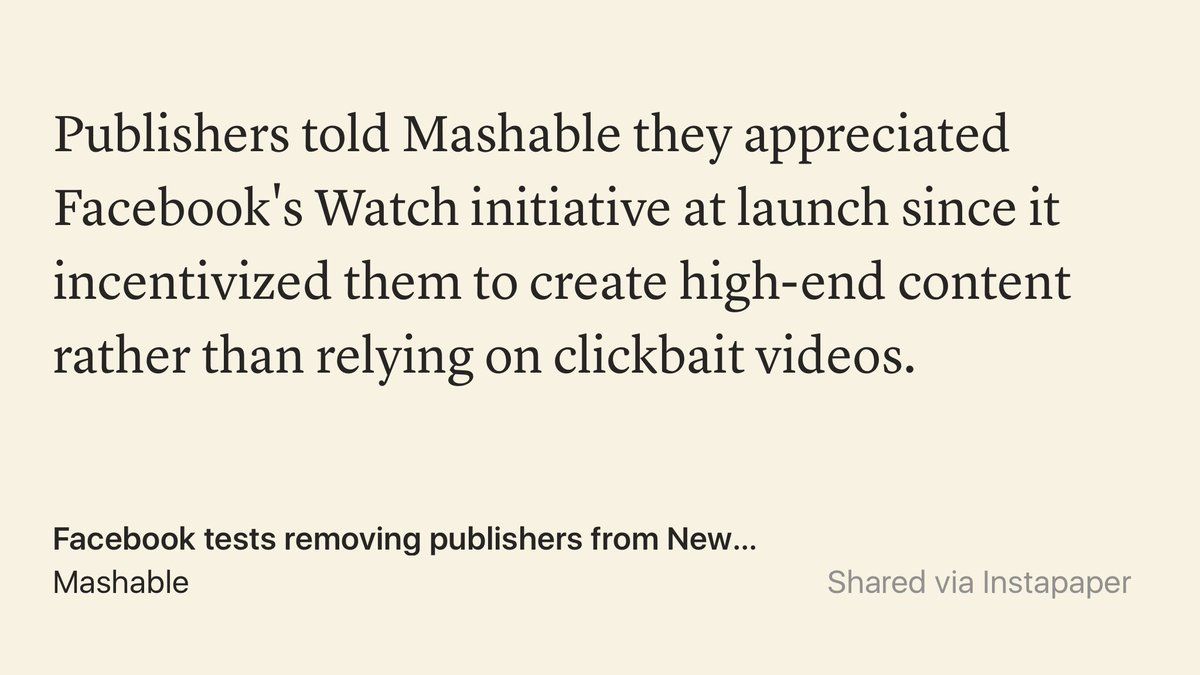 Publishers told Mashable they appreciated
Facebook's Watch initiative at launch since it
incentivized them to create high-end content
rather than relying on clickbait videos.
Facebook tests removing publishers from New...
Mashable
Shared via Instapaper